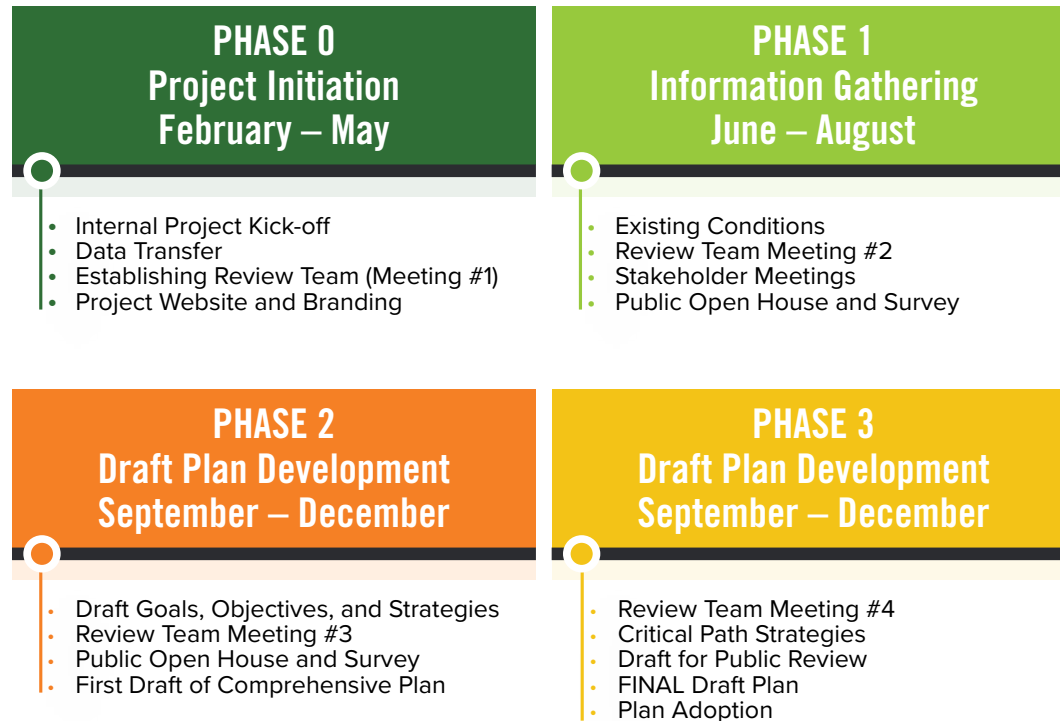 PHASE 0
Project Initiation
February – May
• Internal Project Kick-off
• Data Transfer
• Establishing Review Team (Meeting #1)
• Project Website and Branding
PHASE 1
Information Gathering
June – August
• Existing Conditions
• Review Team Meeting #2
• Stakeholder Meetings
• Public Open House and Survey
PHASE 2
Draft Plan Development
September – December
• Draft Goals, Objectives, and Strategies
• Review Team Meeting #3
• Public Open House and Survey
• First Draft of Comprehensive Plan
PHASE 3
Draft Plan Development
September – December
• Review Team Meeting #4
• Critical Path Strategies
• Draft for Public Review
• FINAL Draft Plan
• Plan Adoption